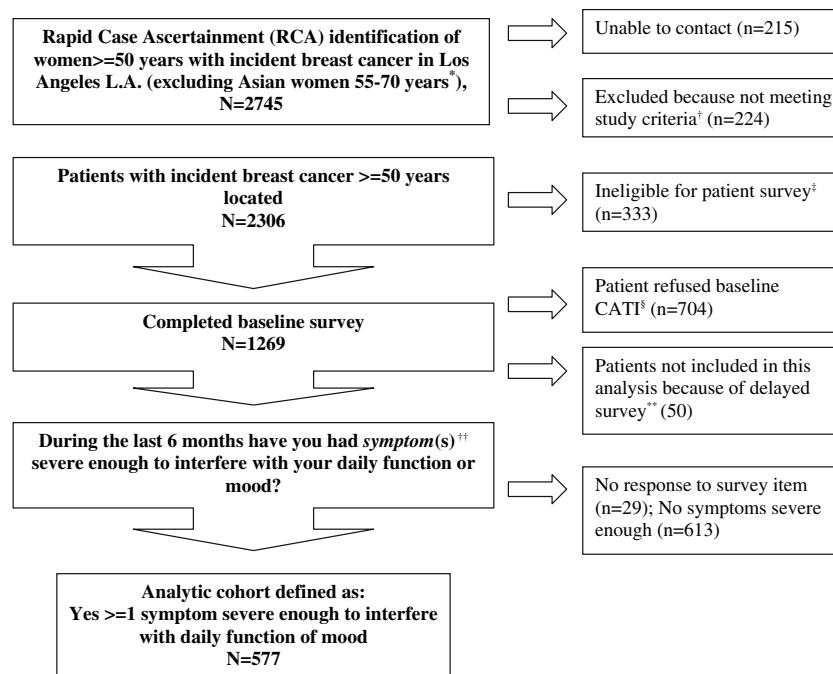 Rapid Case Ascertainment (RCA) identification of
women>=50 years with incident breast cancer in Los
Angeles L.A. (excluding Asian women 55-70 years*),
N=2745
Unable to contact (n=215)
Excluded because not meeting
study criteria† (n=224)
Patients with incident breast cancer >=50 years
located
N=2306
Ineligible for patient survey‡
(n=333)
Patient refused baseline
CATI§ (n=704)
Completed baseline survey
N=1269
Patients not included in this
analysis because of delayed
survey** (50)
During the last 6 months have you had symptom(s)††
severe enough to interfere with your daily function or
mood?
No response to survey item
(n=29); No symptoms severe
enough (n=613)
Analytic cohort defined as:
Yes >=1 symptom severe enough to interfere
with daily function of mood
N=577